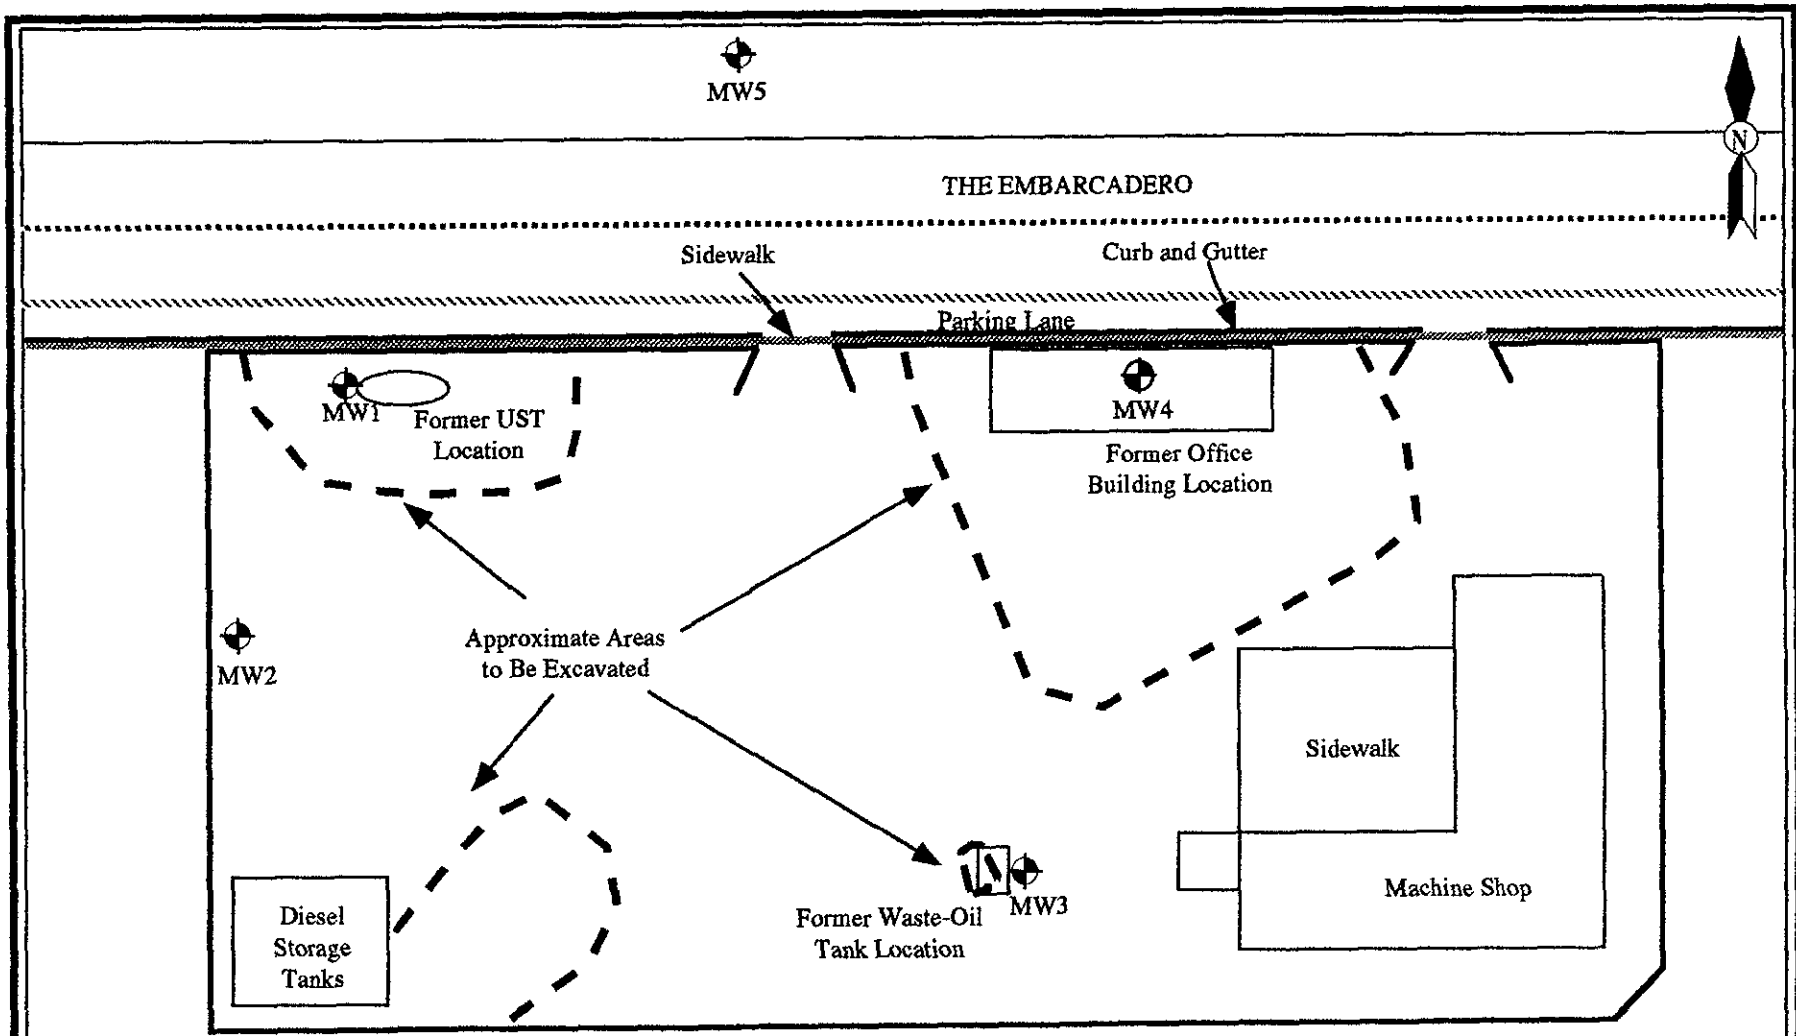 MW5
N
THE EMBARCADERO
Sidewalk
Curb and Gutter
Parking Lane
MW1
Former UST
Location
MW4
Former Office
Building Location
Approximate Areas
to Be Excavated
MW2
Sidewalk
Machine Shop
Diesel
Storage
Tanks
Former Waste-Oil
Tank Location
MW3